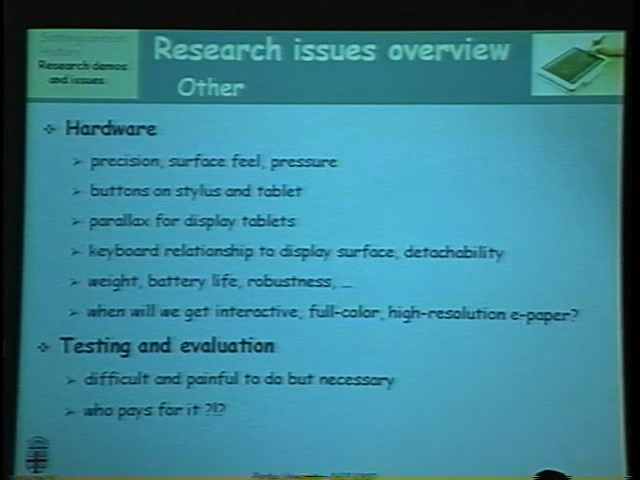 Research demos
and issues
Research issues overview
Other
Hardware
precision, surface feel, pressure
buttons on stylus and tablet
parallax for display tablets
keyboard relationship to display surface, detachability
weight, battery life, robustness, …
when will we get interactive, full-color, high-resolution e-paper?
Testing and evaluation
difficult and painful to do but necessary
who pays for it ?!?